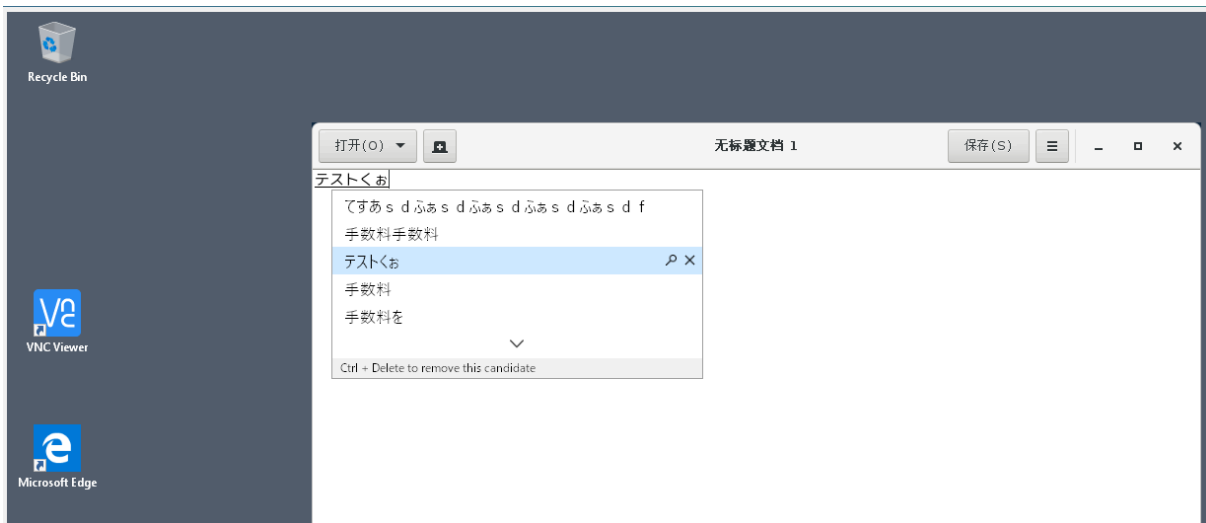 Recycle Bin
打开(O)
无标题文档 1
保存(S)
テストくぉ
てすあｓｄふぁｓｄふぁｓｄふぁｓｄふぁｓｄｆ
手数料手数料
テストくぉ
手数料
手数料を
Ctrl + Delete to remove this candidate
VNC Viewer
Microsoft Edge